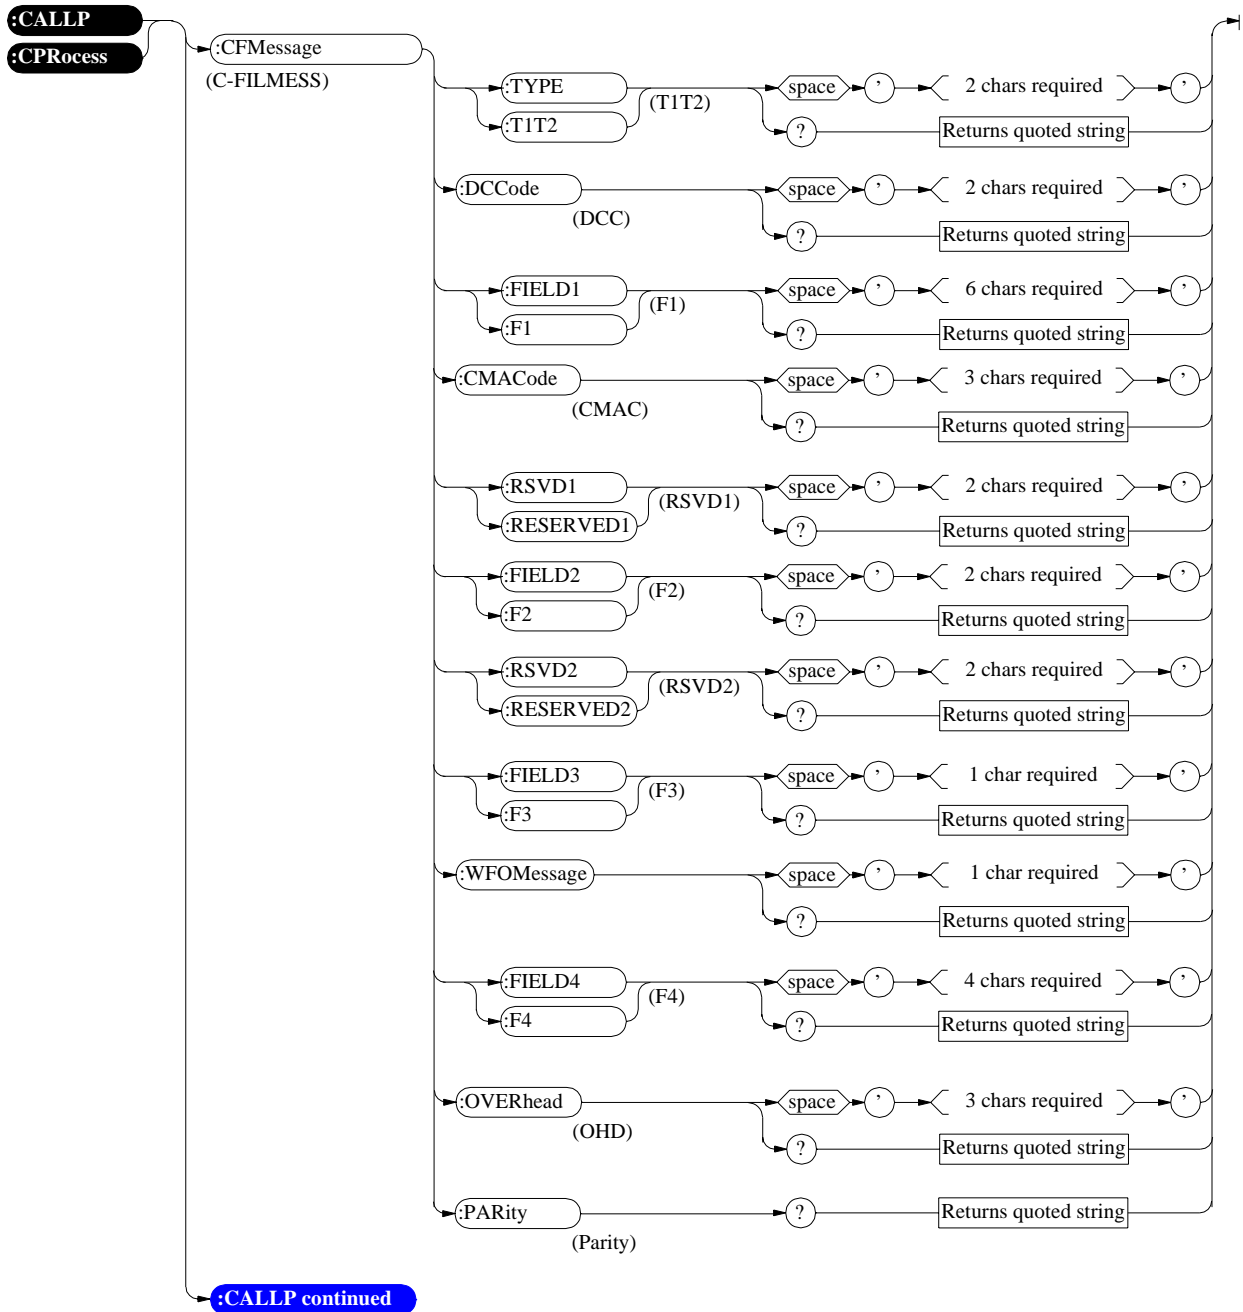 :CALLP
:CPRocess
:CFMessage
(C-FILMESS)
:TYPE
:T1T2
(T1T2)
space
’
2 chars required
’
?
Returns quoted string
:DCCode
(DCC)
space
’
2 chars required
’
?
Returns quoted string
:FIELD1
:F1
(F1)
space
’
6 chars required
’
?
Returns quoted string
:CMACode
(CMAC)
space
’
3 chars required
’
?
Returns quoted string
:RSVD1
:RESERVED1
(RSVD1)
space
’
2 chars required
’
?
Returns quoted string
:FIELD2
:F2
(F2)
space
’
2 chars required
’
?
Returns quoted string
:RSVD2
:RESERVED2
(RSVD2)
space
’
2 chars required
’
?
Returns quoted string
:FIELD3
:F3
(F3)
space
’
1 char required
’
?
Returns quoted string
:WFOMessage
space
’
1 char required
’
?
Returns quoted string
:FIELD4
:F4
(F4)
space
’
4 chars required
’
?
Returns quoted string
:OVERhead
(OHD)
space
’
3 chars required
’
?
Returns quoted string
:PARity
(Parity)
?
Returns quoted string
:CALLP continued